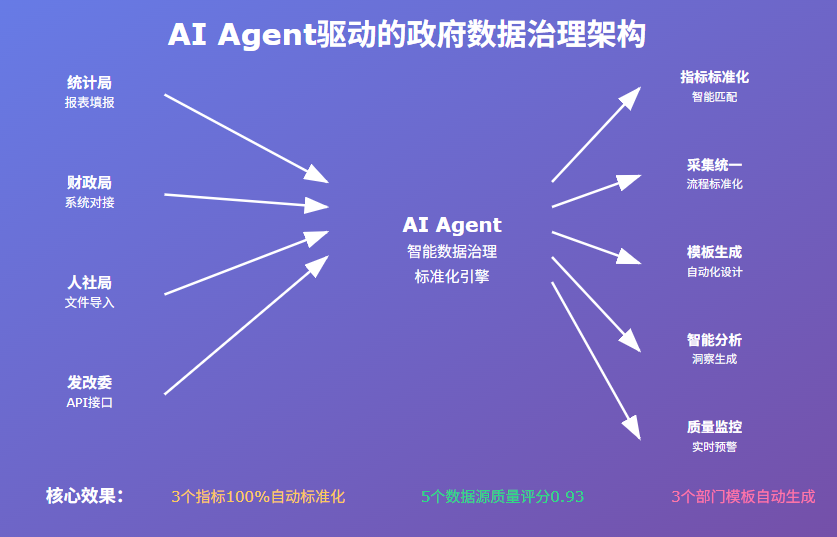 AI Agent驱动的政府数据治理架构
统计局
报表填报
财政局
系统对接
人社局
文件导入
发改委
API接口
AI Agent
智能数据治理
标准化引擎
指标标准化
智能匹配
采集统一
流程标准化
模板生成
自动化设计
智能分析
洞察生成
质量监控
实时预警
核心效果：
3个指标100%自动标准化
5个数据源质量评分0.93
3个部门模板自动生成